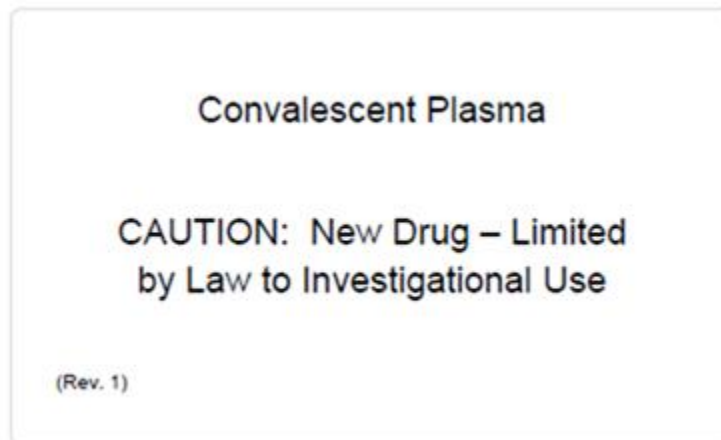 Convalescent Plasma
CAUTION:  New Drug – Limited
by Law to Investigational Use
(Rev. 1)